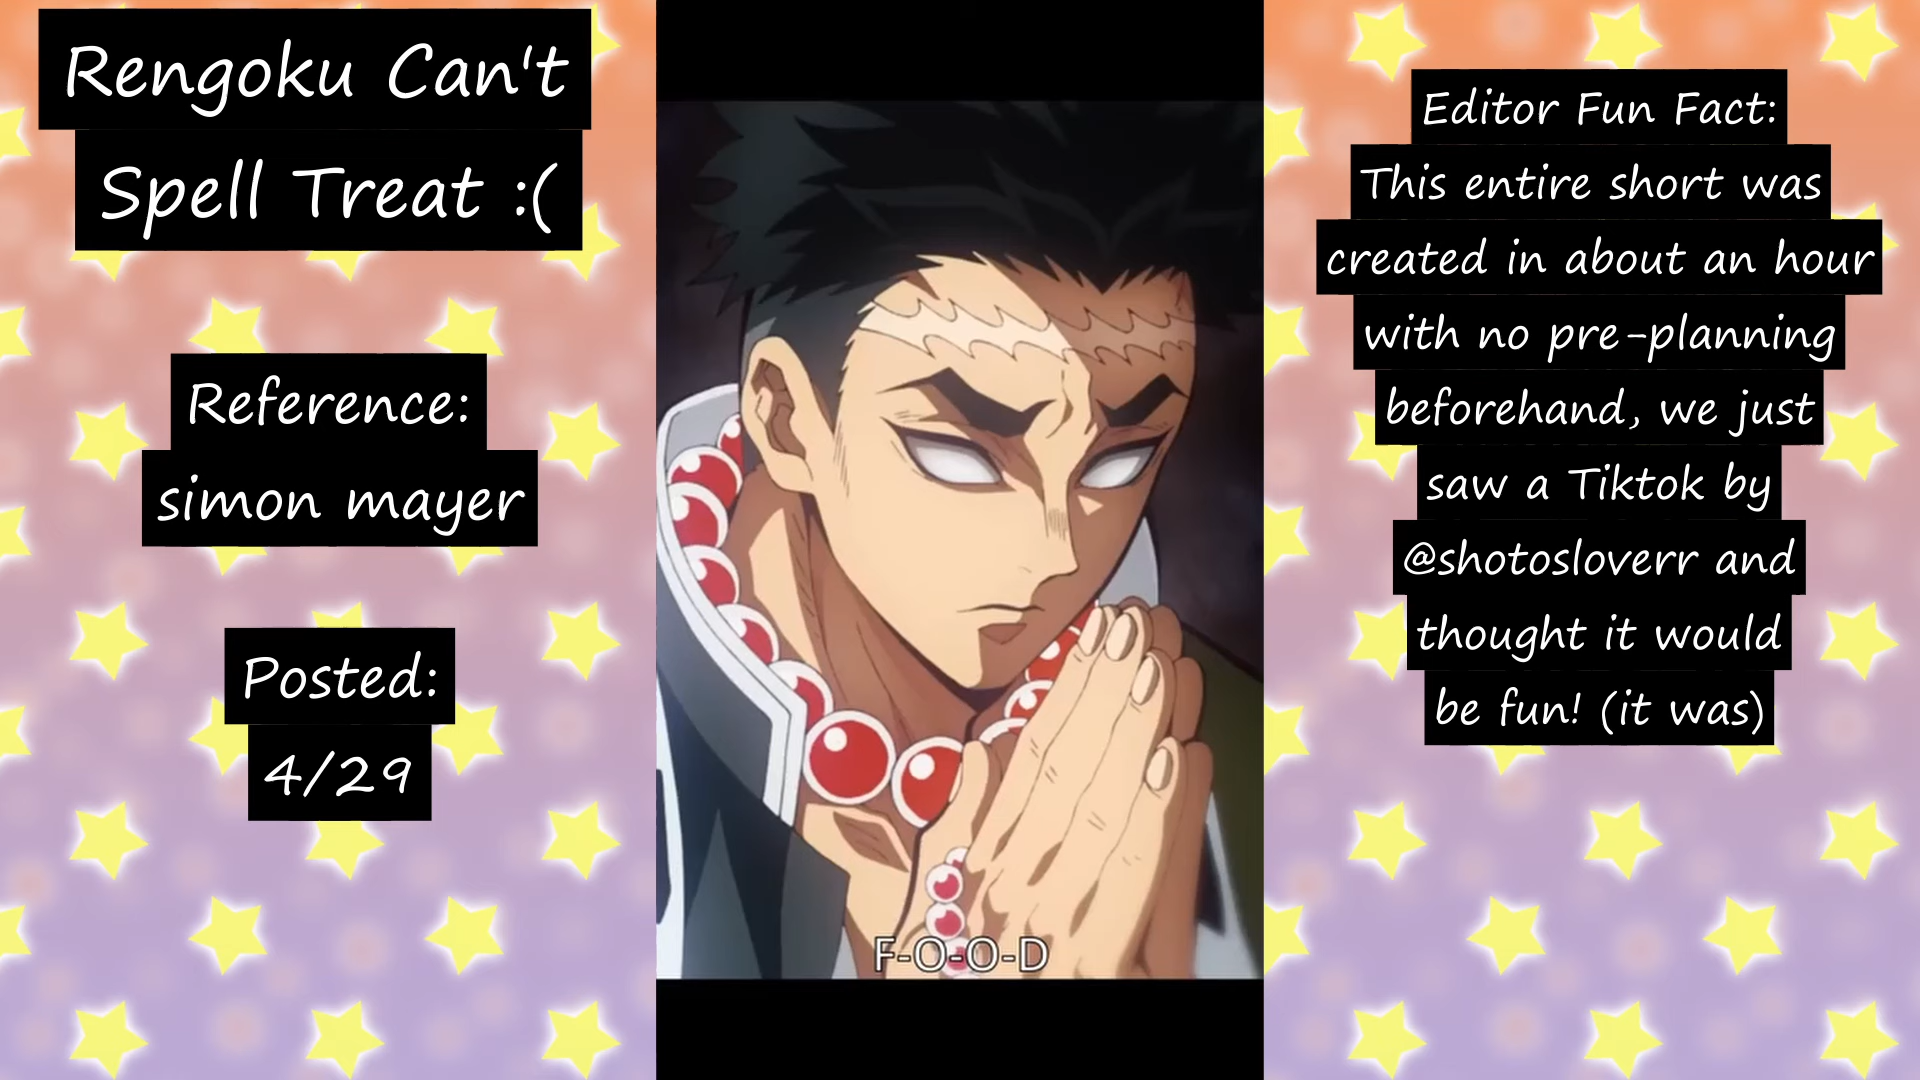 Rengoku Can't
Spell Treat :(
Reference:
simon mayer
Posted:
4/29
F-O-O-D
Editor Fun Fact:
This entire short was
created in about an hour
with no pre-planning
beforehand, we just
saw a Tiktok by
@shotosloverr and
thought it would
be fun! (it was)